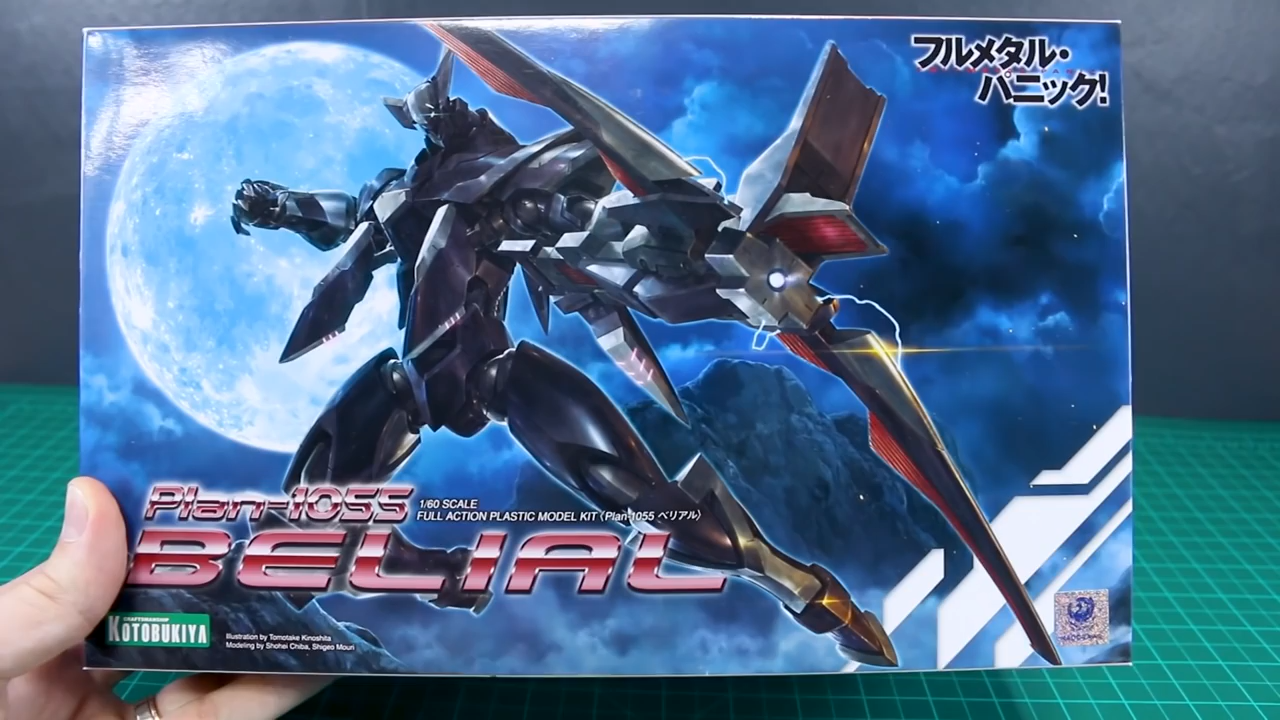 フルメタル・
パニック!
Plan-1055
1/60 SCALE
FULL ACTION PLASTIC MODEL KIT〈Plan-1055 ベリアル〉
BELIAL
CRAFTSMANSHIP
KOTOBUKIYA
Illustration by Tomotake Kinoshita
Modeling by Shohei Chiba, Shigeo Mouri